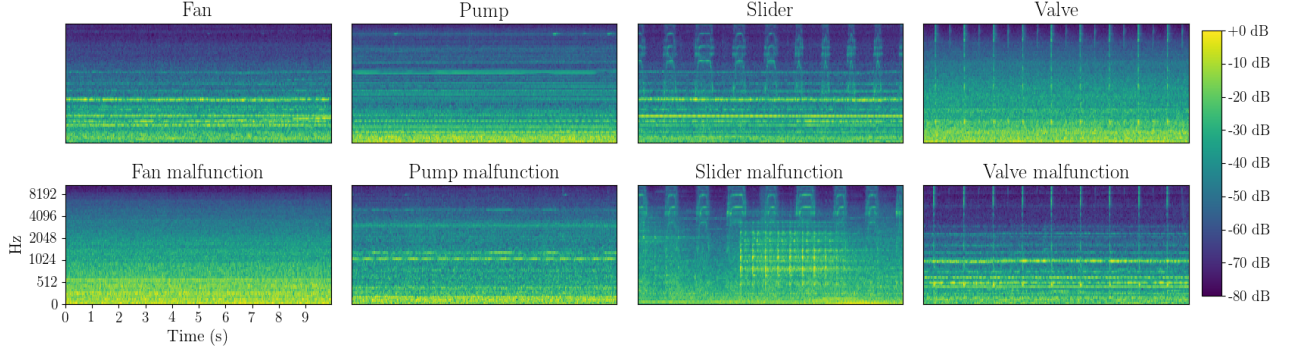 Fan
Pump
Slider
Valve
+0 dB
-10 dB
-20 dB
-30 dB
-40 dB
-50 dB
-60 dB
-70 dB
-80 dB
Fan malfunction
Pump malfunction
Slider malfunction
Valve malfunction
8192
4096
2048
1024
512
0
Hz
0 1 2 3 4 5 6 7 8 9
Time (s)